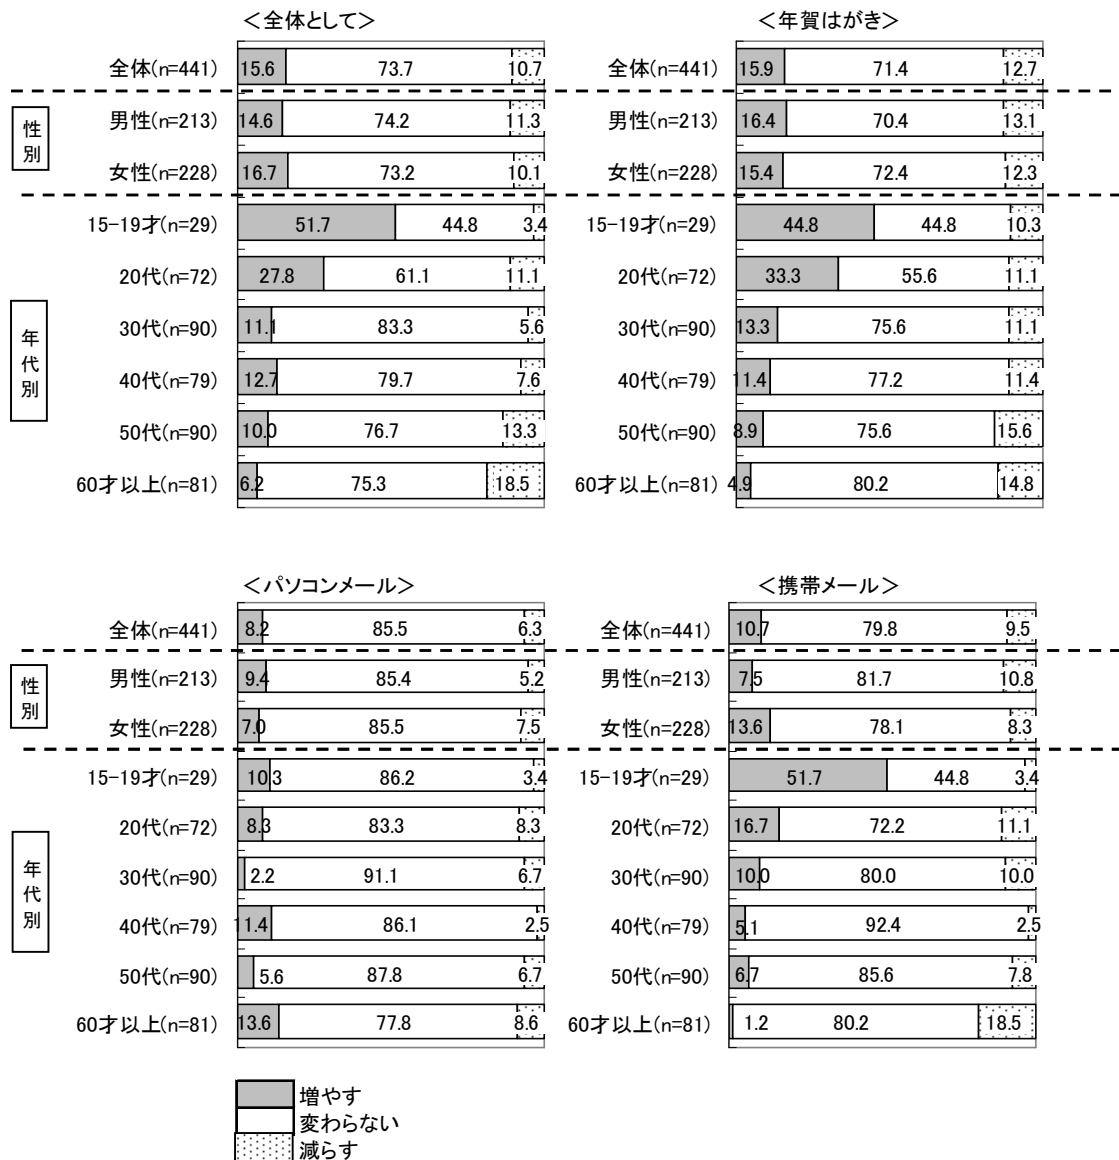 ＜全体として＞
全体(n=441) 15.6 73.7 10.7
性別
男性(n=213) 14.6 74.2 11.3
女性(n=228) 16.7 73.2 10.1
年代別
15-19才(n=29) 51.7 44.8 3.4
20代(n=72) 27.8 61.1 11.1
30代(n=90) 11.1 83.3 5.6
40代(n=79) 12.7 79.7 7.6
50代(n=90) 10.0 76.7 13.3
60才以上(n=81) 6.2 75.3 18.5
＜年賀はがき＞
全体(n=441) 15.9 71.4 12.7
男性(n=213) 16.4 70.4 13.1
女性(n=228) 15.4 72.4 12.3
15-19才(n=29) 44.8 44.8 10.3
20代(n=72) 33.3 55.6 11.1
30代(n=90) 13.3 75.6 11.1
40代(n=79) 11.4 77.2 11.4
50代(n=90) 8.9 75.6 15.6
60才以上(n=81) 4.9 80.2 14.8
＜パソコンメール＞
全体(n=441) 8.2 85.5 6.3
性別
男性(n=213) 9.4 85.4 5.2
女性(n=228) 7.0 85.5 7.5
年代別
15-19才(n=29) 10.3 86.2 3.4
20代(n=72) 8.3 83.3 8.3
30代(n=90) 2.2 91.1 6.7
40代(n=79) 11.4 86.1 2.5
50代(n=90) 5.6 87.8 6.7
60才以上(n=81) 13.6 77.8 8.6
＜携帯メール＞
全体(n=441) 10.7 79.8 9.5
男性(n=213) 7.5 81.7 10.8
女性(n=228) 13.6 78.1 8.3
15-19才(n=29) 51.7 44.8 3.4
20代(n=72) 16.7 72.2 11.1
30代(n=90) 10.0 80.0 10.0
40代(n=79) 5.1 92.4 2.5
50代(n=90) 6.7 85.6 7.8
60才以上(n=81) 1.2 80.2 18.5
増やす
変わらない
減らす